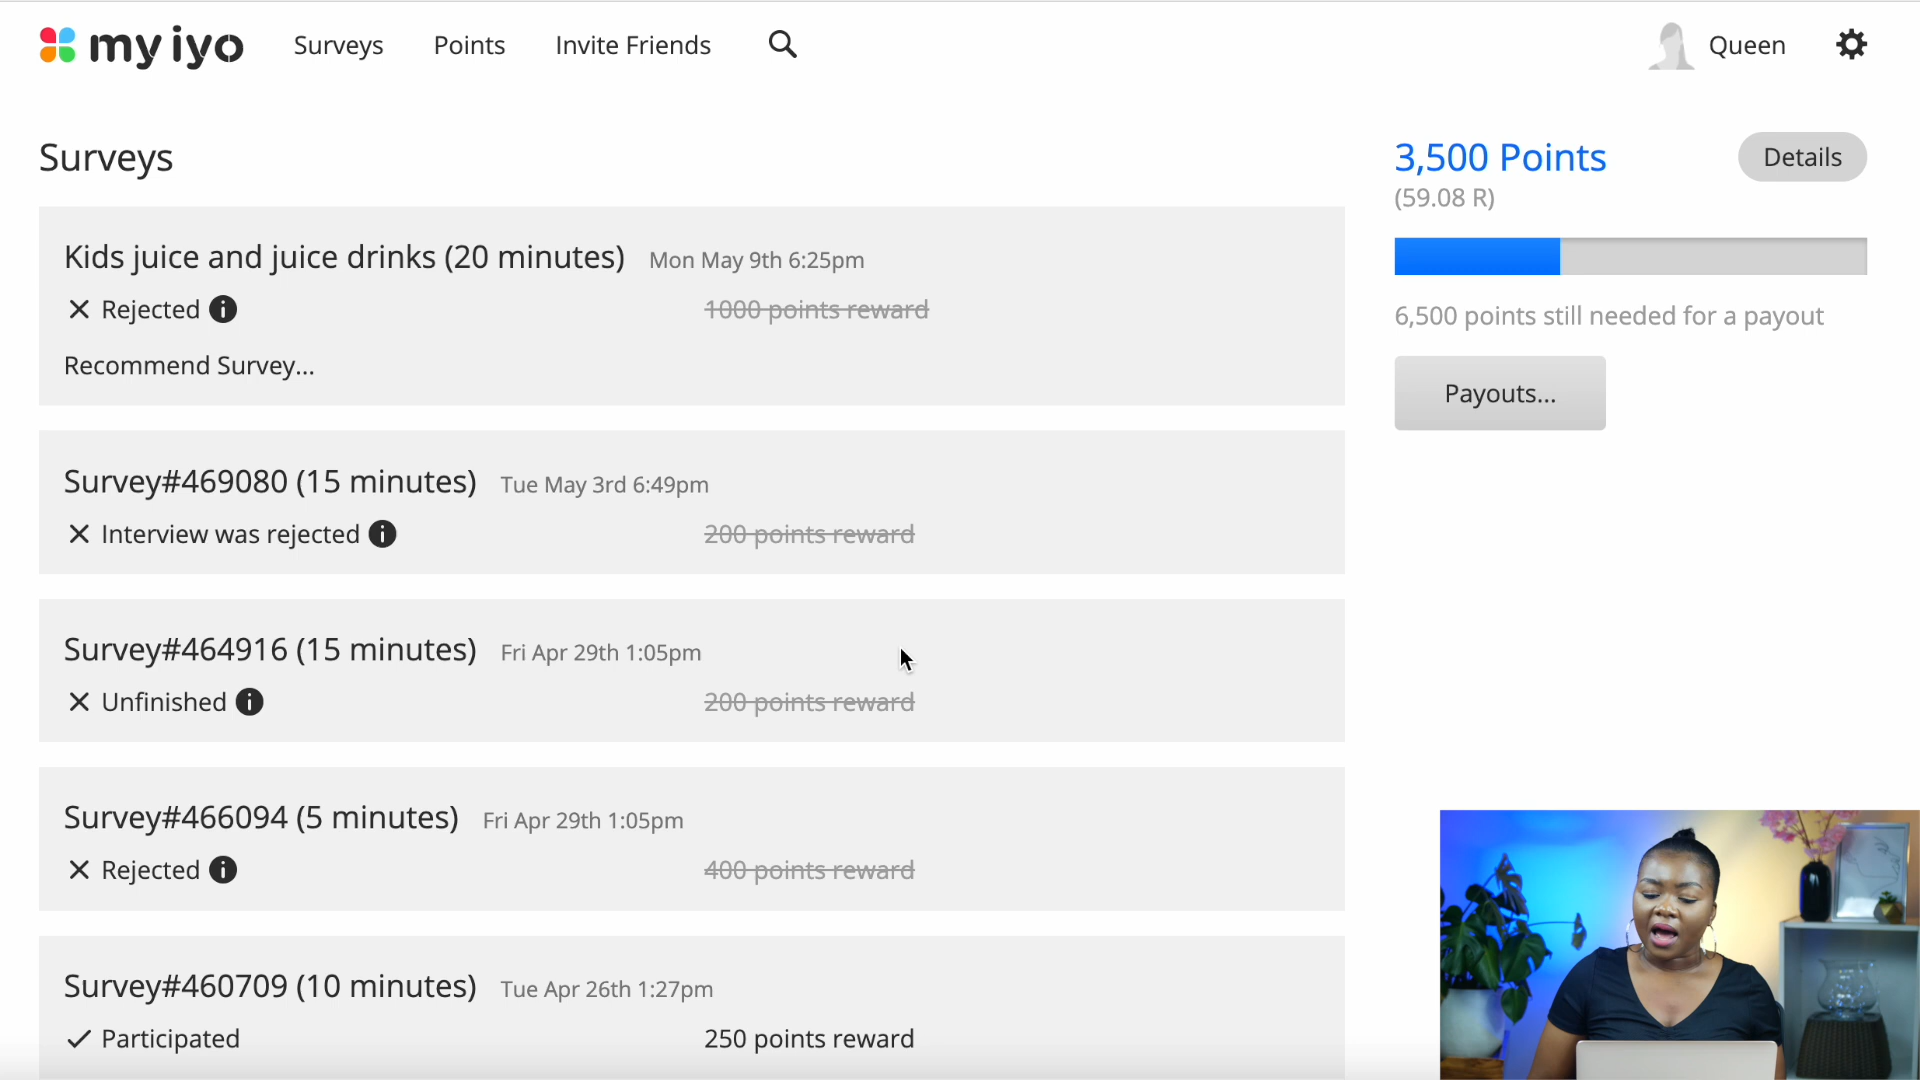 my iyo Surveys Points Invite Friends Queen
Surveys
3,500 Points Details
(59.08 R)
Kids juice and juice drinks (20 minutes) Mon May 9th 6:25pm
Rejected 1000 points reward
Recommend Survey...
6,500 points still needed for a payout
Payouts...
Survey#469080 (15 minutes) Tue May 3rd 6:49pm
Interview was rejected 200 points reward
Survey#464916 (15 minutes) Fri Apr 29th 1:05pm
Unfinished 200 points reward
Survey#466094 (5 minutes) Fri Apr 29th 1:05pm
Rejected 400 points reward
Survey#460709 (10 minutes) Tue Apr 26th 1:27pm
Participated 250 points reward